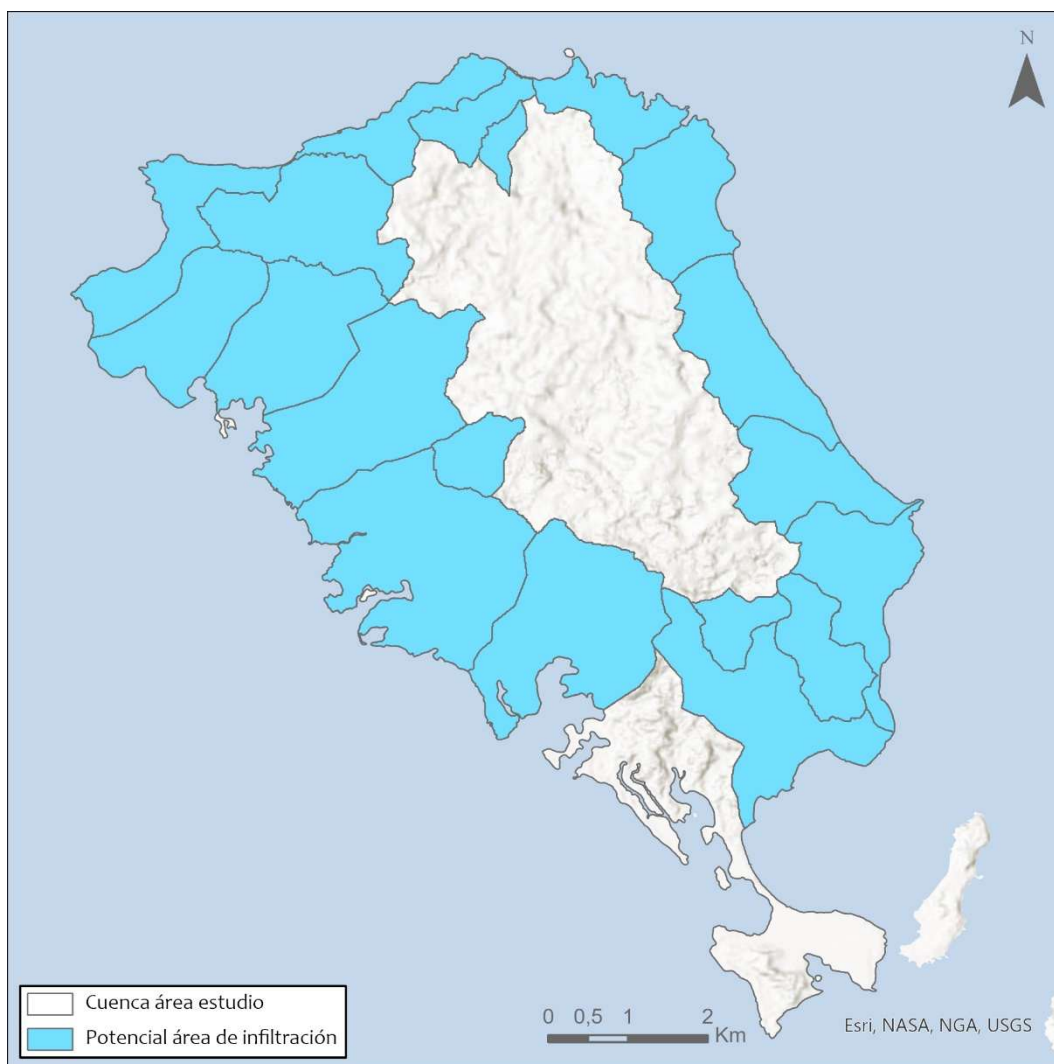 N
Cuenca área estudio
Potencial área de infiltración
0 0,5 1 2
Km
Esri, NASA, NGA, USGS